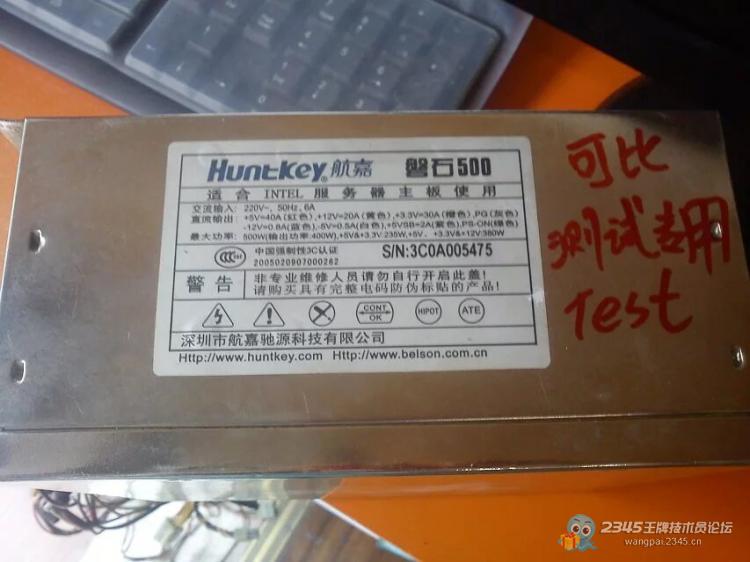 Huntkey 航嘉 磐石500
适合 INTEL 服务器主板使用
交流输入: 220V~, 50Hz, 6A
直流输出: +5V=40A(红色),+12V=20A(黄色),+3.3V=30A(橙色),PG(灰色)
-12V=0.8A(蓝色),-5V=0.5A(白色),+5VSB=2A(紫色),PS-ON(绿色)
最大功率: 500W(输出功率400W),+5V&+3.3V:235W,+5V、+3.3V&+12V:380W
中国强制性3C认证
2005020907000262
S/N:3C0A005475
警告
非专业维修人员请勿自行开启此盖!
请购买具有完整电码防伪标贴的产品!
CONT
OK
HIPOT
ATE
深圳市航嘉驰源科技有限公司
Http://www.huntkey.com Http://www.belson.com.cn
可比
测试专用
Test
2345王牌技术员论坛
wangpai.2345.cn